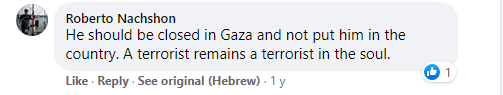 Roberto Nachshon
He should be closed in Gaza and not put him in the
country. A terrorist remains a terrorist in the soul.
1
Like · Reply · See original (Hebrew) · 1 y